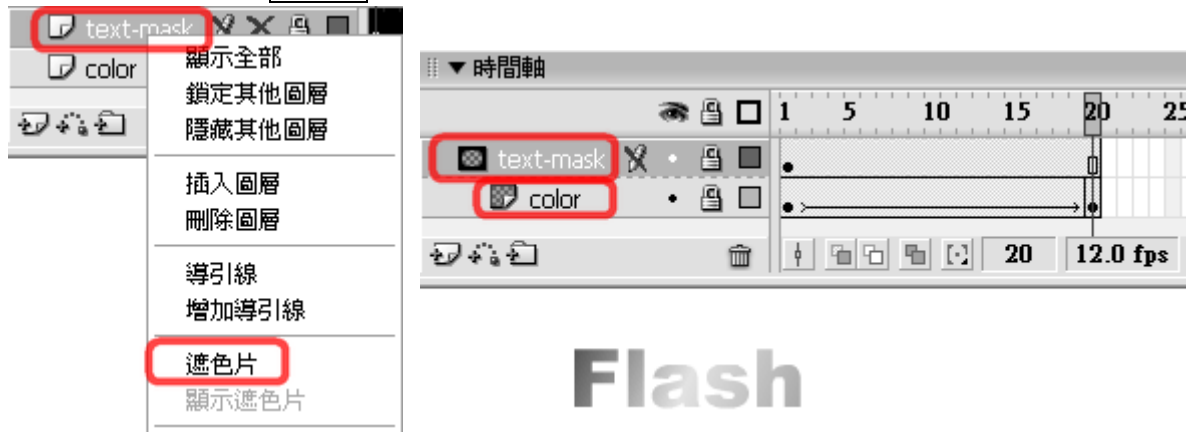 text-mask
color
顯示全部
鎖定其他圖層
隱藏其他圖層
插入圖層
刪除圖層
導引線
增加導引線
遮色片
顯示遮色片
時間軸
1 5 10 15 20 25
text-mask
color
20 12.0 fps
Flash